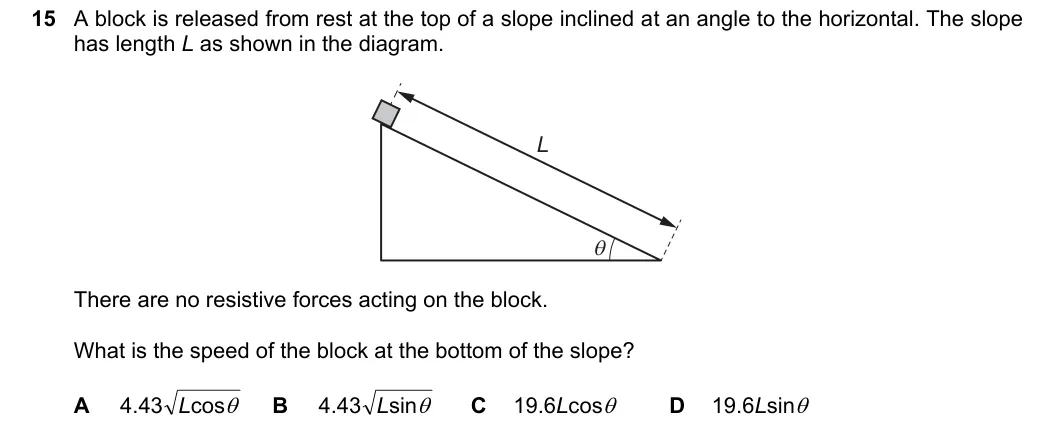 15 A block is released from rest at the top of a slope inclined at an angle to the horizontal. The slope
has length L as shown in the diagram.
L
θ
There are no resistive forces acting on the block.
What is the speed of the block at the bottom of the slope?
A 4.43√Lcosθ B 4.43√Lsinθ C 19.6Lcosθ D 19.6Lsinθ